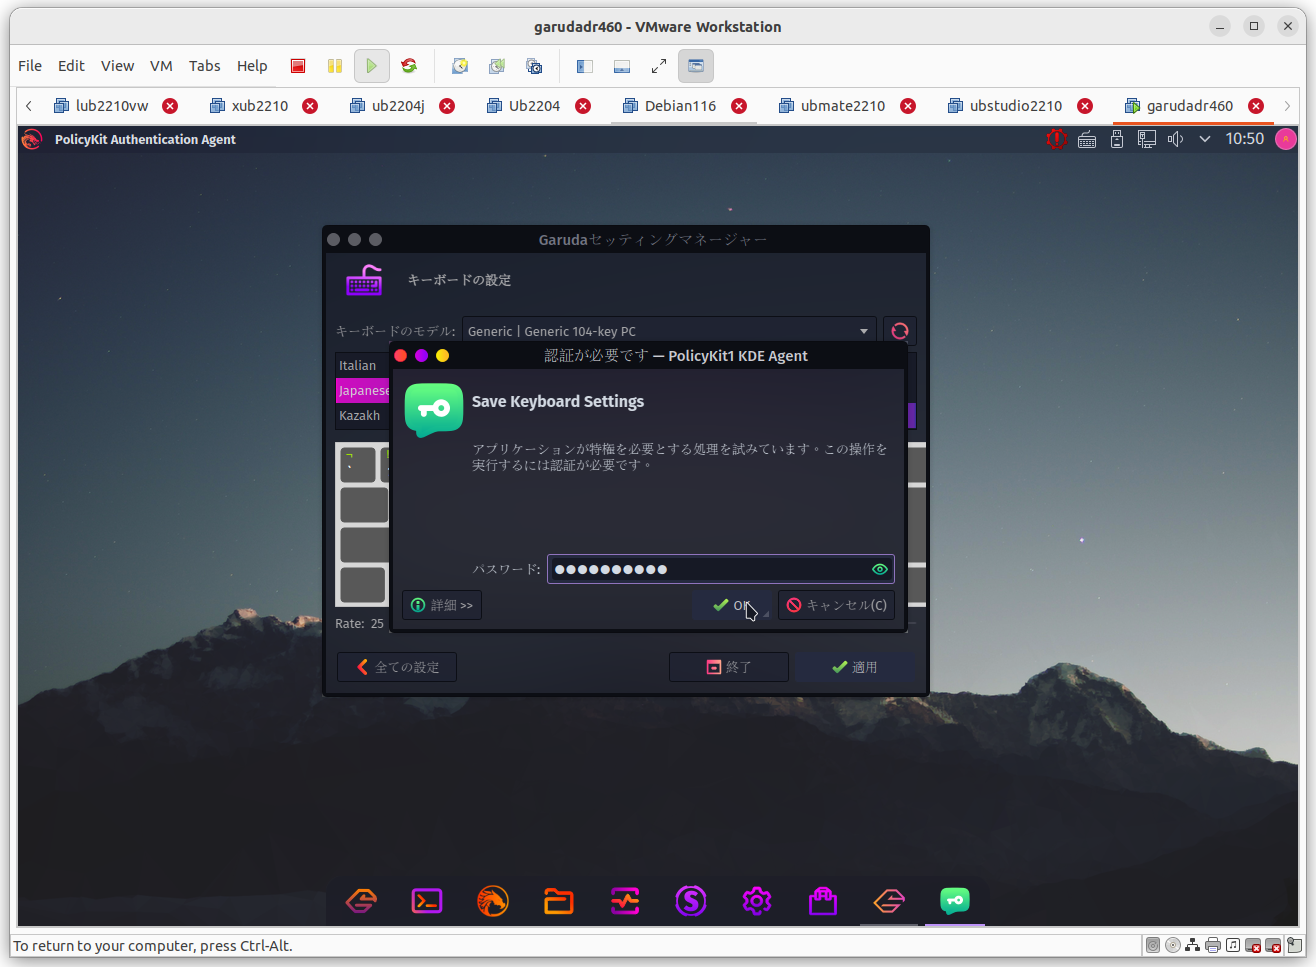 garudadr460 - VMware Workstation
File Edit View VM Tabs Help
lub2210vw xub2210 ub2204j Ub2204 Debian116 ubmate2210 ubstudio2210 garudadr460
PolicyKit Authentication Agent
10:50
Garudaセッティングマネージャー
キーボードの設定
キーボードのモデル: Generic | Generic 104-key PC
認証が必要です — PolicyKit1 KDE Agent
Italian
Japanese
Kazakh
Save Keyboard Settings
アプリケーションが特権を必要とする処理を試みています。この操作を
実行するには認証が必要です。
パスワード:
詳細 >>
OK
キャンセル(C)
Rate: 25
全ての設定
終了
適用
To return to your computer, press Ctrl-Alt.